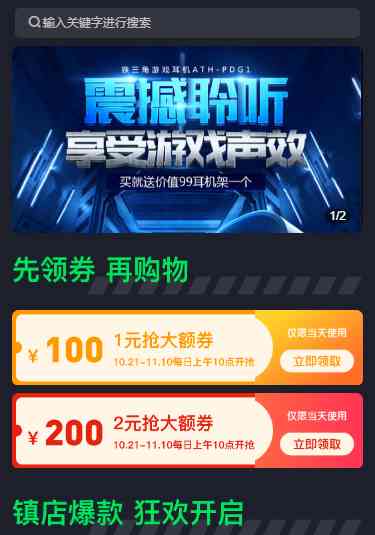 输入关键字进行搜索
铁三角游戏耳机ATH-PDG1
震撼聆听
享受游戏声效
买就送价值99耳机架一个
1/2
先领券 再购物
¥100
1元抢大额券
10.21-11.10每日上午10点开抢
仅限当天使用
立即领取
¥200
2元抢大额券
10.21-11.10每日上午10点开抢
仅限当天使用
立即领取
镇店爆款 狂欢开启